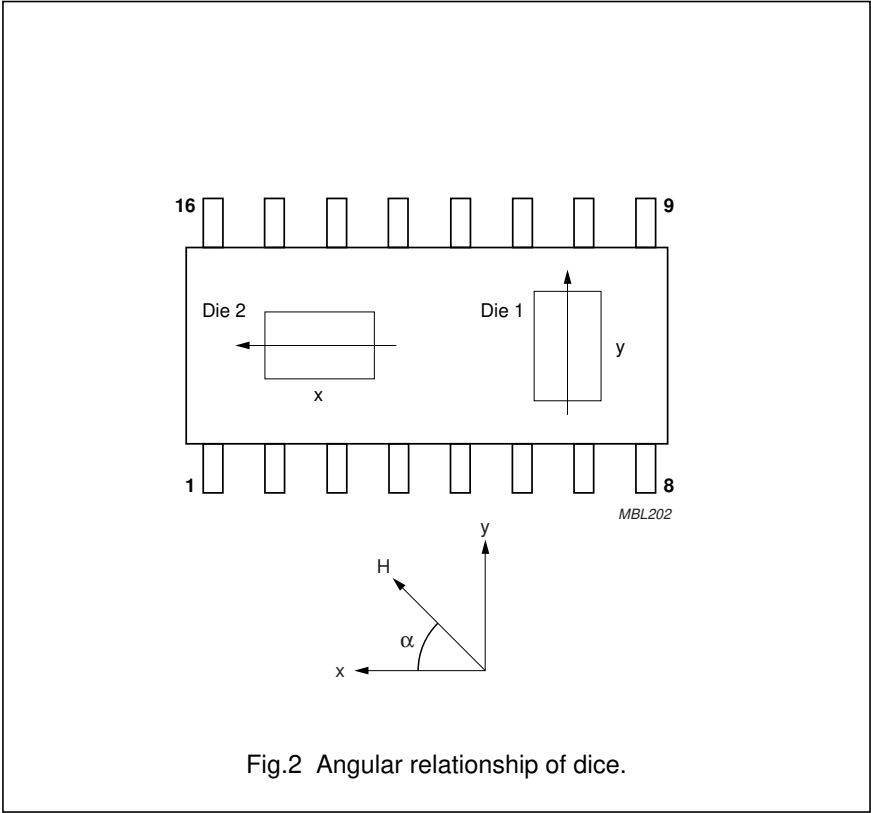 16
9
Die 2
Die 1
y
x
1
8
MBL202
y
H
α
x
Fig.2 Angular relationship of dice.